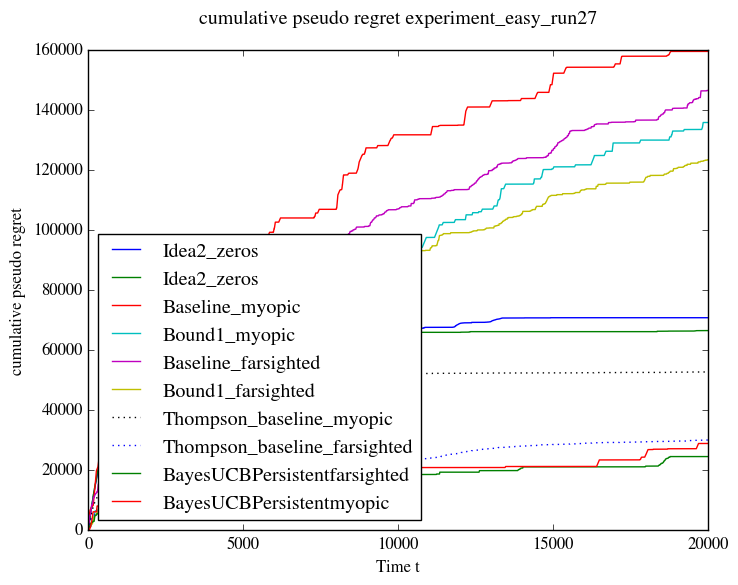 cumulative pseudo regret experiment_easy_run27
160000
140000
120000
100000
80000
60000
40000
20000
0
cumulative pseudo regret
Idea2_zeros
Idea2_zeros
Baseline_myopic
Bound1_myopic
Baseline_farsighted
Bound1_farsighted
Thompson_baseline_myopic
Thompson_baseline_farsighted
BayesUCBPersistentfarsighted
BayesUCBPersistentmyopic
0 5000 10000 15000 20000
Time t